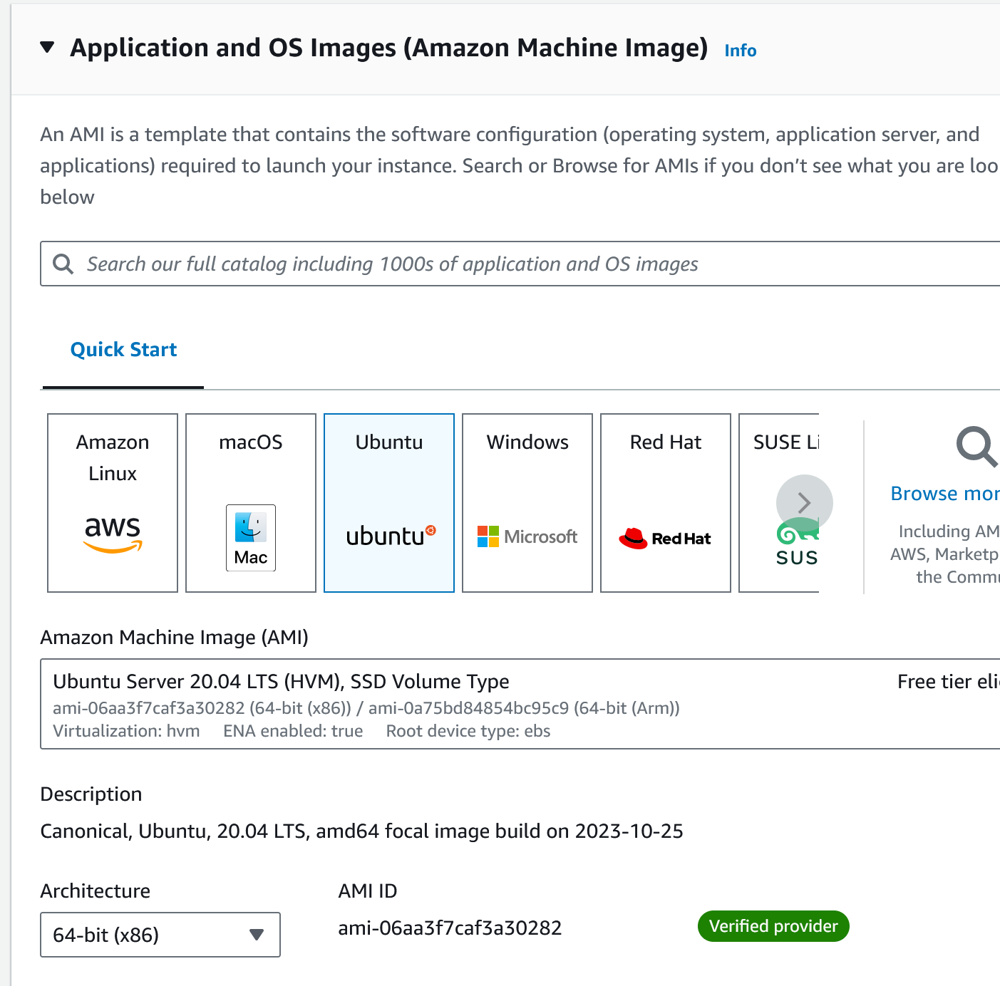 Application and OS Images (Amazon Machine Image) Info
An AMI is a template that contains the software configuration (operating system, application server, and
applications) required to launch your instance. Search or Browse for AMIs if you don’t see what you are loo
below
Search our full catalog including 1000s of application and OS images
Quick Start
Amazon
Linux
aws
macOS
Mac
Ubuntu
ubuntu
Windows
Microsoft
Red Hat
Red Hat
SUSE Li
SUS
Browse mor
Including AM
AWS, Marketp
the Commu
Amazon Machine Image (AMI)
Ubuntu Server 20.04 LTS (HVM), SSD Volume Type
Free tier eli
ami-06aa3f7caf3a30282 (64-bit (x86)) / ami-0a75bd84854bc95c9 (64-bit (Arm))
Virtualization: hvm ENA enabled: true Root device type: ebs
Description
Canonical, Ubuntu, 20.04 LTS, amd64 focal image build on 2023-10-25
Architecture
64-bit (x86)
AMI ID
ami-06aa3f7caf3a30282
Verified provider